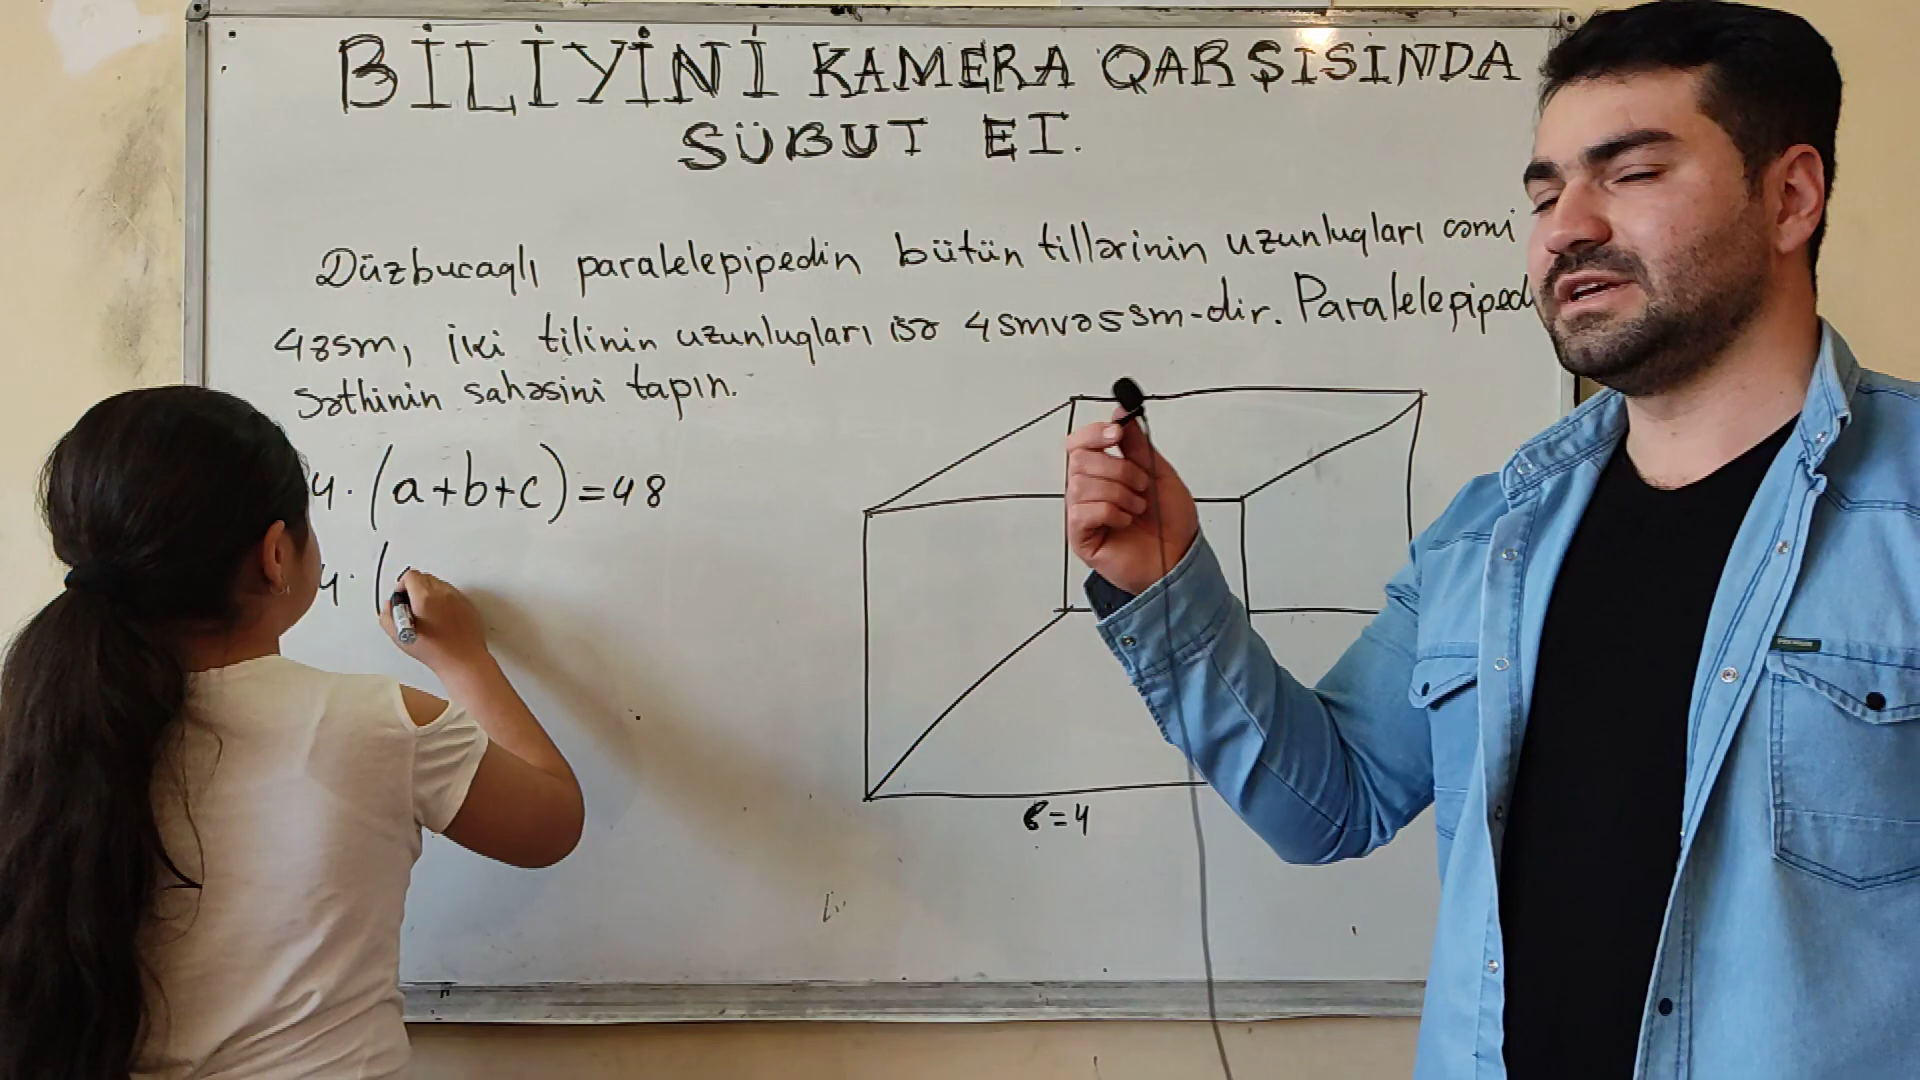 BİLİYİNİ KAMERA QARŞISINDA
SÜBUT EI.
Düzbucaqlı paralelepipedin bütün tillərinin uzunluqları cəmi
48sm, iki tilinin uzunluqları isə 4smvə5sm-dir. Paralelepiped
səthinin sahəsini tapın.
4·(a+b+c)=48
4·(
b=4